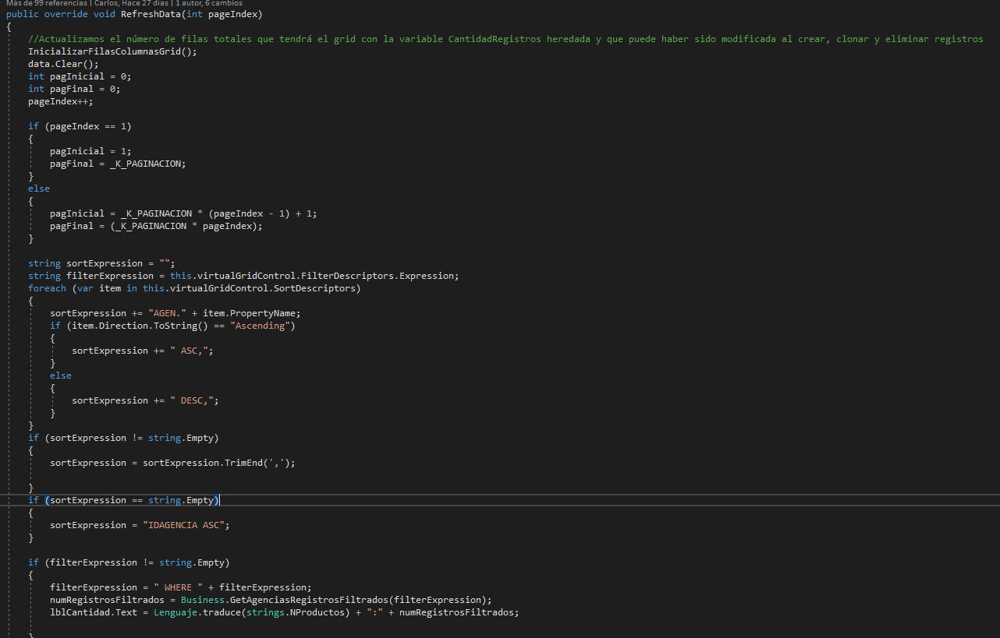 Más de 99 referencias | Carlos, Hace 27 días | 1 autor, 6 cambios
public override void RefreshData(int pageIndex)
{
//Actualizamos el número de filas totales que tendrá el grid con la variable CantidadRegistros heredada y que puede haber sido modificada al crear, clonar y eliminar registros
InicializarFilasColumnasGrid();
data.Clear();
int pagInicial = 0;
int pagFinal = 0;
pageIndex++;
if (pageIndex == 1)
{
pagInicial = 1;
pagFinal = _K_PAGINACION;
}
else
{
pagInicial = _K_PAGINACION * (pageIndex - 1) + 1;
pagFinal = (_K_PAGINACION * pageIndex);
}
string sortExpression = "";
string filterExpression = this.virtualGridControl.FilterDescriptors.Expression;
foreach (var item in this.virtualGridControl.SortDescriptors)
{
sortExpression += "AGEN." + item.PropertyName;
if (item.Direction.ToString() == "Ascending")
{
sortExpression += " ASC,";
}
else
{
sortExpression += " DESC,";
}
}
if (sortExpression != string.Empty)
{
sortExpression = sortExpression.TrimEnd(',');
}
if (sortExpression == string.Empty)
{
sortExpression = "IDAGENCIA ASC";
}
if (filterExpression != string.Empty)
{
filterExpression = " WHERE " + filterExpression;
numRegistrosFiltrados = Business.GetAgenciasRegistrosFiltrados(filterExpression);
lblCantidad.Text = Lenguaje.traduce(strings.NProductos) + ":" + numRegistrosFiltrados;
}